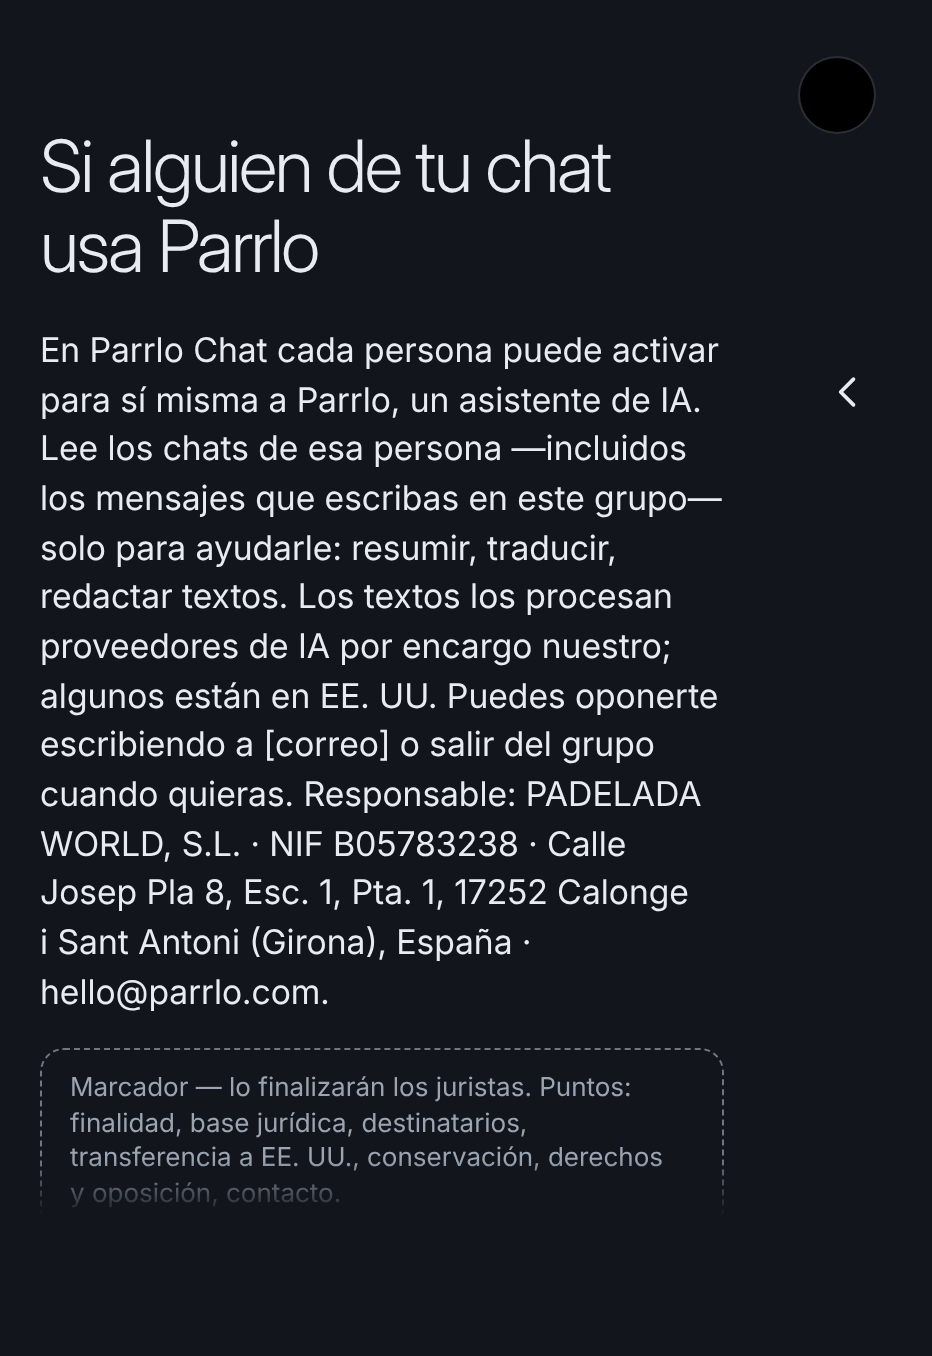 Si alguien de tu chat
usa Parrlo
En Parrlo Chat cada persona puede activar
para sí misma a Parrlo, un asistente de IA.
Lee los chats de esa persona —incluidos
los mensajes que escribas en este grupo—
solo para ayudarle: resumir, traducir,
redactar textos. Los textos los procesan
proveedores de IA por encargo nuestro;
algunos están en EE. UU. Puedes oponerte
escribiendo a [correo] o salir del grupo
cuando quieras. Responsable: PADELADA
WORLD, S.L. · NIF B05783238 · Calle
Josep Pla 8, Esc. 1, Pta. 1, 17252 Calonge
i Sant Antoni (Girona), España ·
hello@parrlo.com.
Marcador — lo finalizarán los juristas. Puntos:
finalidad, base jurídica, destinatarios,
transferencia a EE. UU., conservación, derechos
y oposición, contacto.